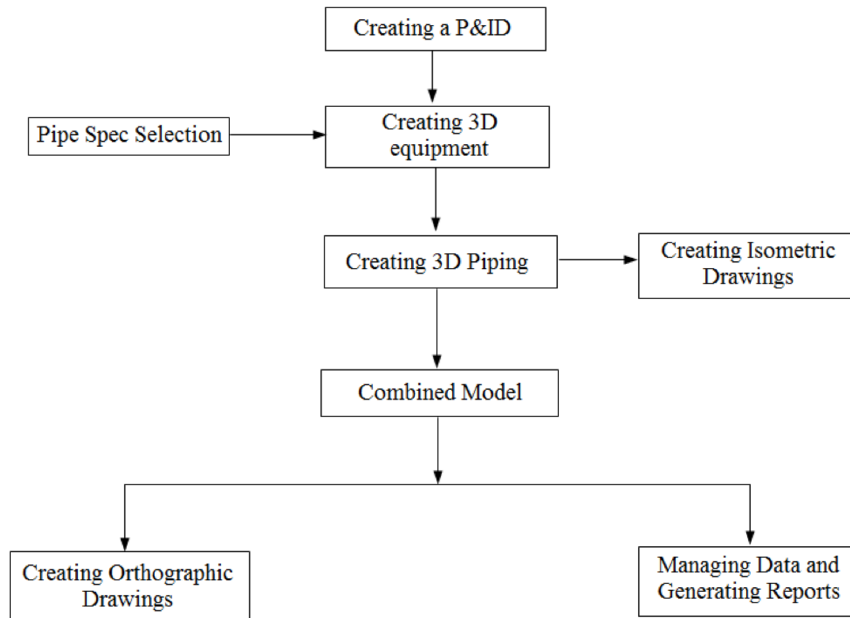 Creating a P&ID
Pipe Spec Selection
Creating 3D
equipment
Creating 3D Piping
Creating Isometric
Drawings
Combined Model
Creating Orthographic
Drawings
Managing Data and
Generating Reports